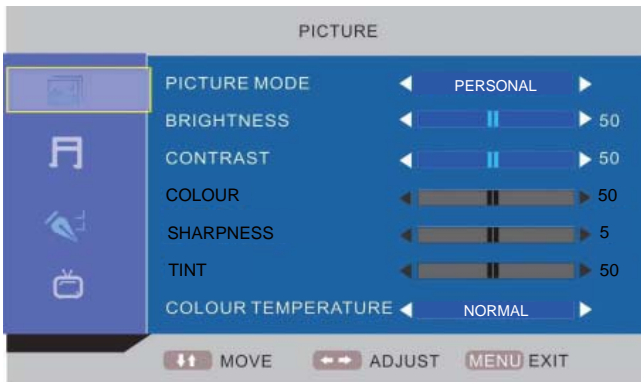 PICTURE
PICTURE MODE PERSONAL
BRIGHTNESS 50
CONTRAST 50
COLOUR 50
SHARPNESS 5
TINT 50
COLOUR TEMPERATURE NORMAL
MOVE ADJUST MENU EXIT